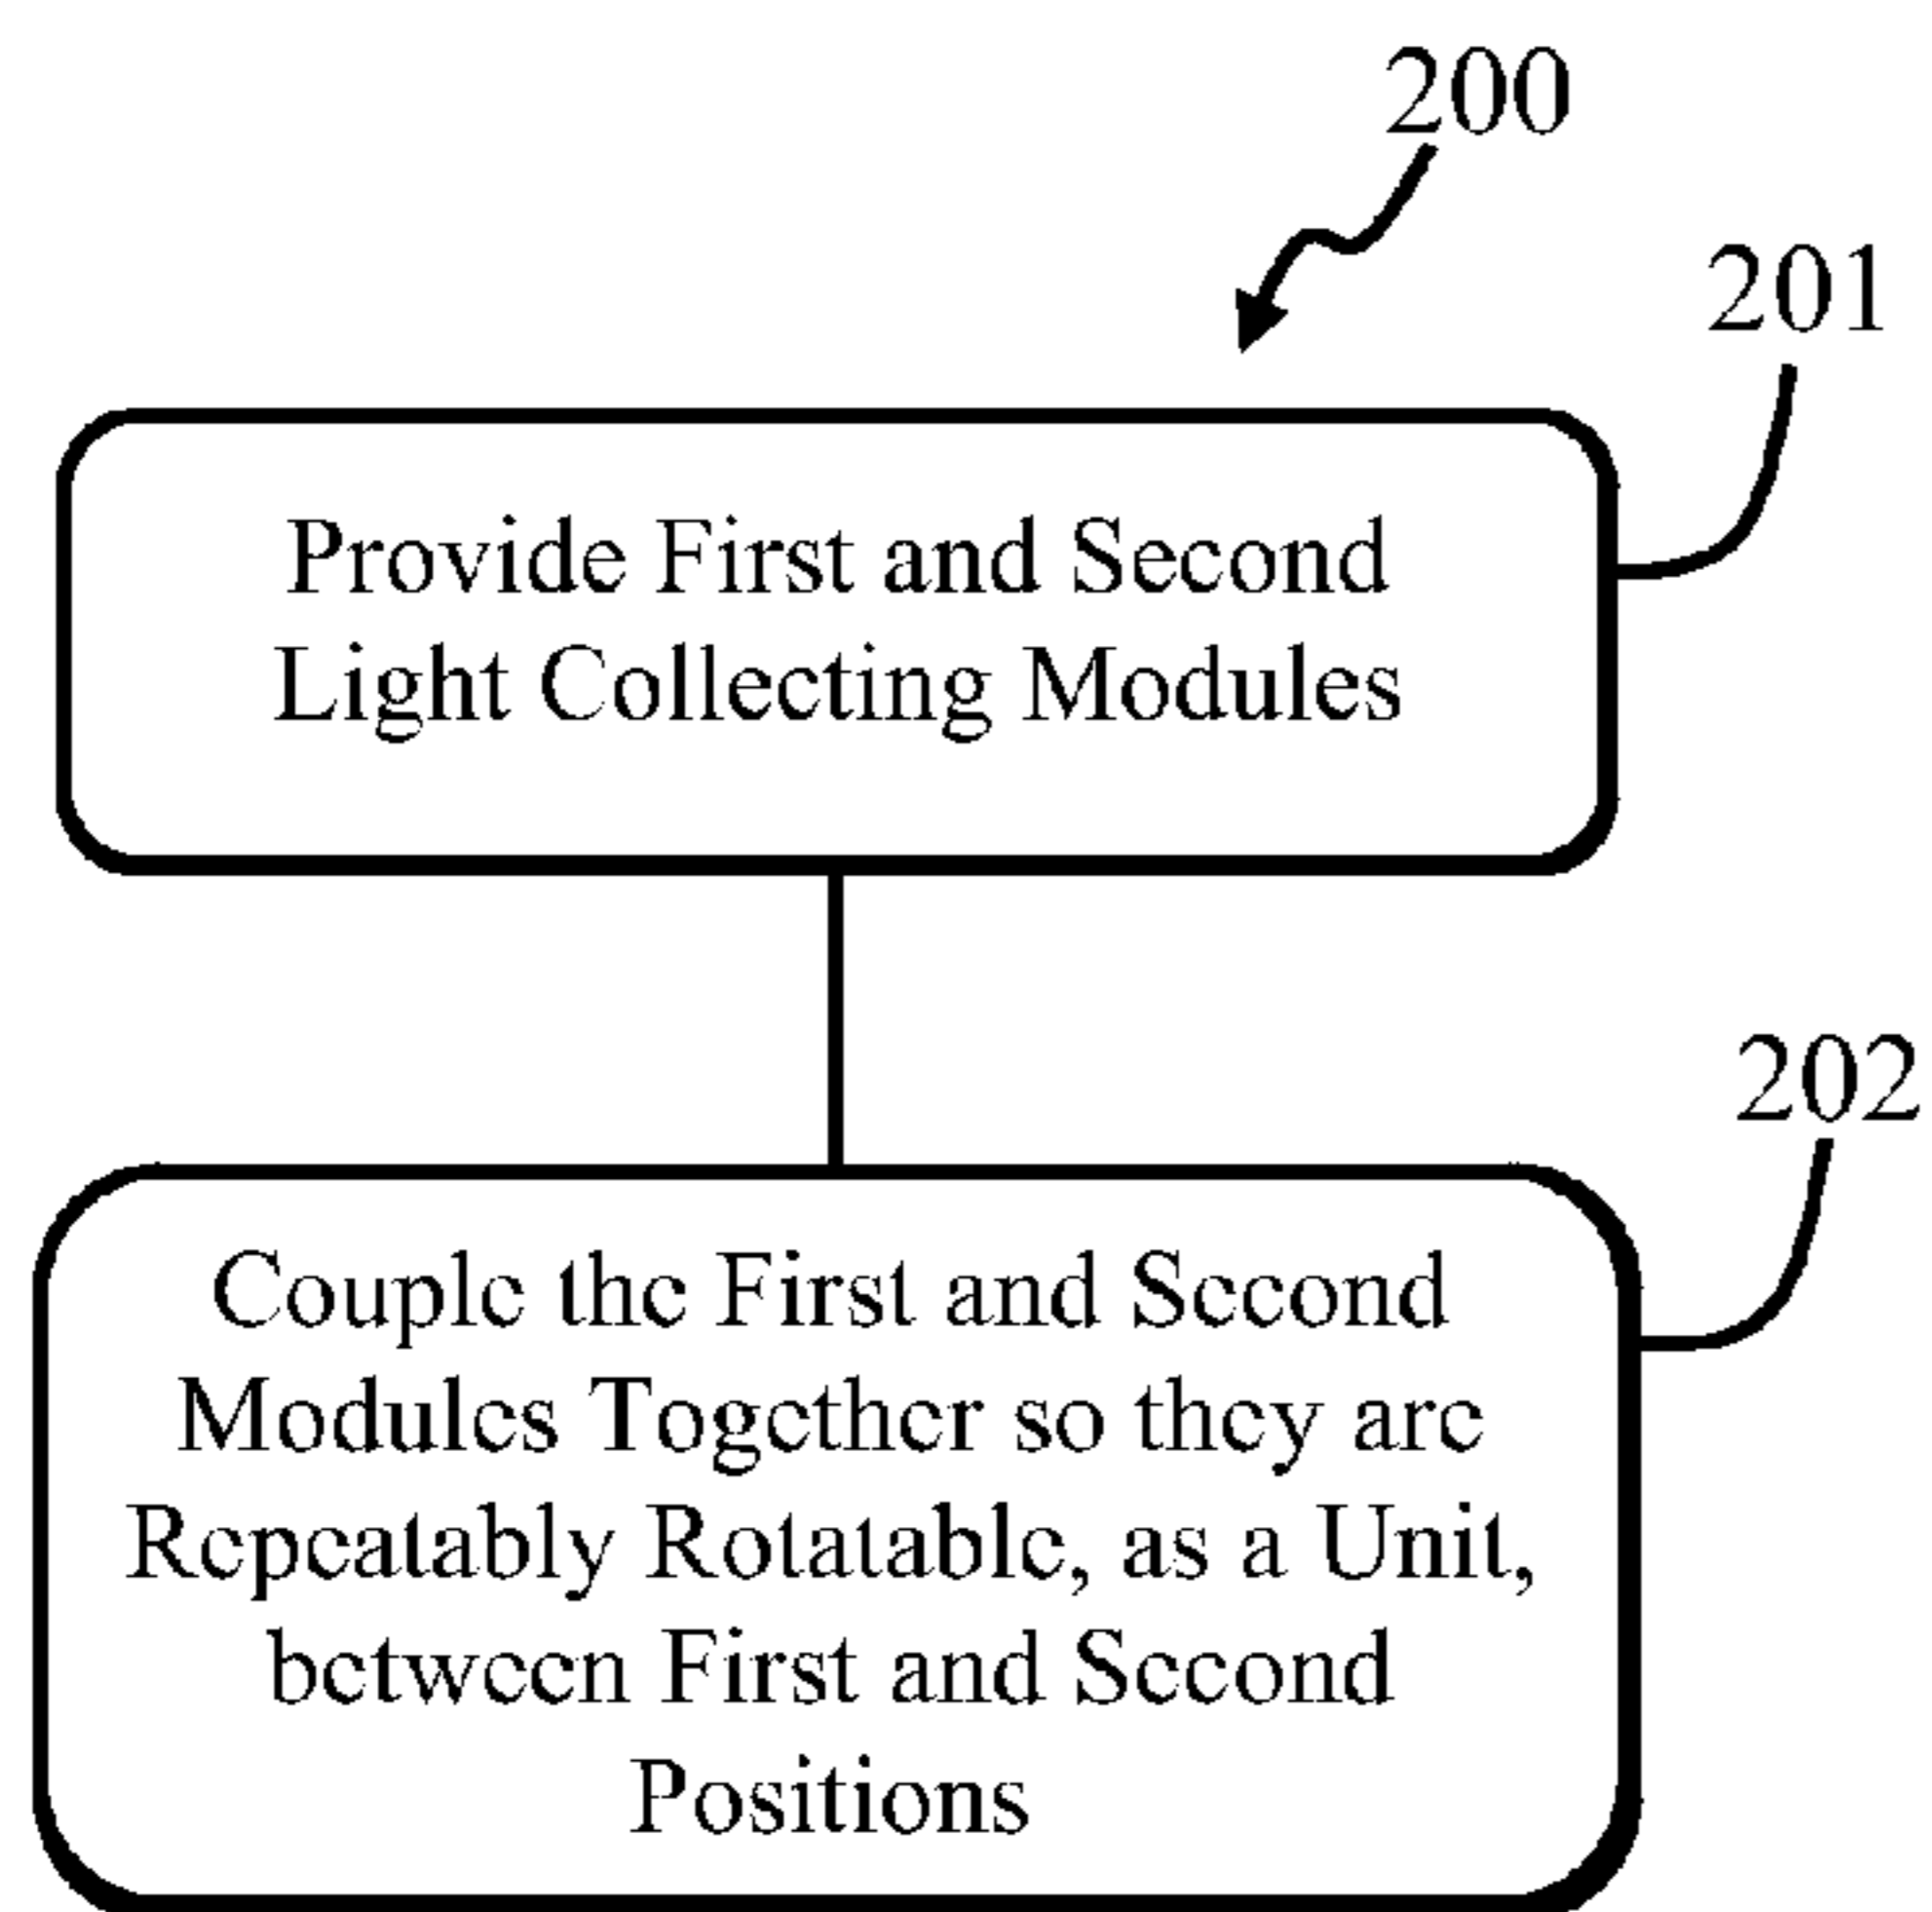 200
201
Provide First and Second
Light Collecting Modules
202
Couple the First and Second
Modules Together so they are
Repeatably Rotatable, as a Unit,
between First and Second
Positions